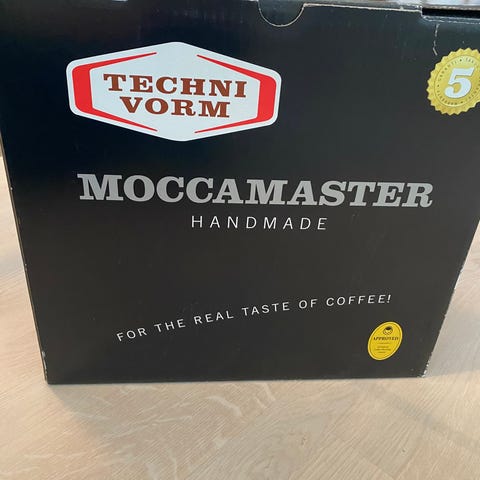 TECHNI
VORM
5
MOCCAMASTER
HANDMADE
FOR THE REAL TASTE OF COFFEE!
APPROVED